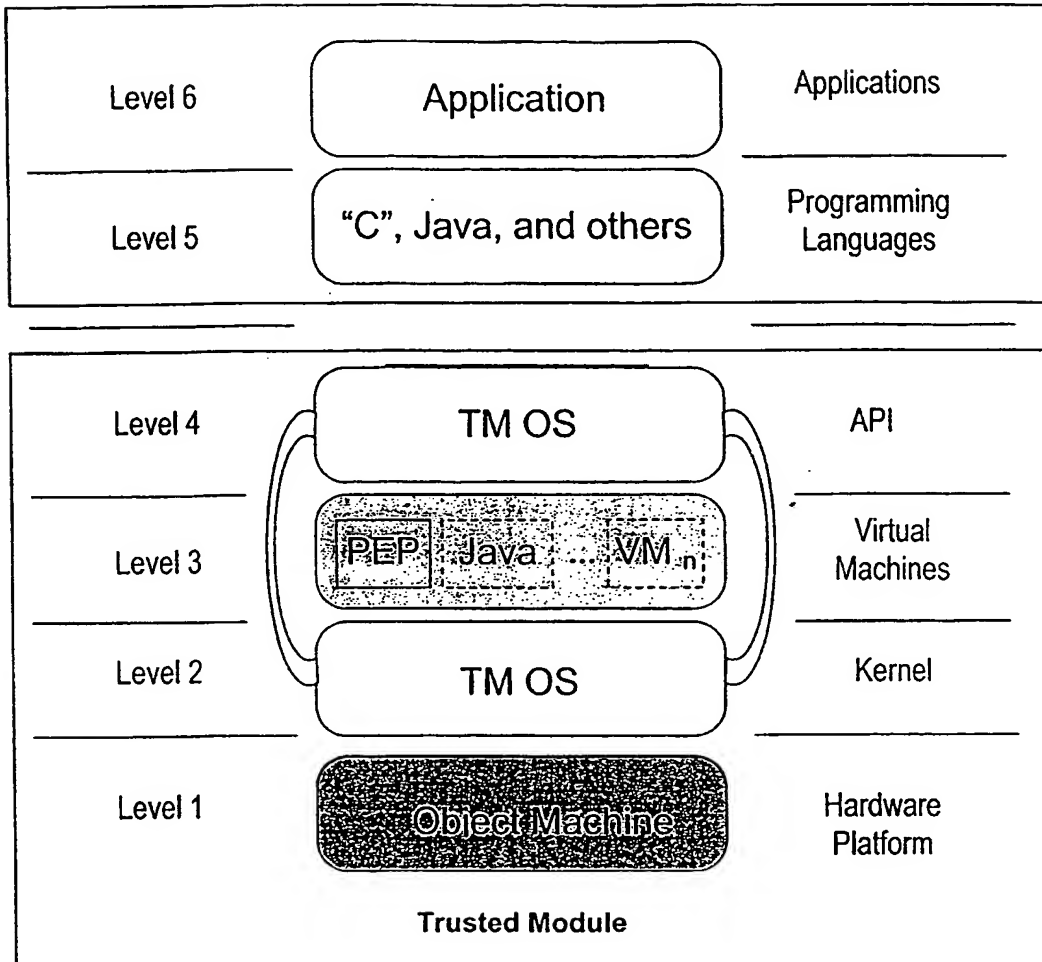 Level 6
Application
Applications
Level 5
“C”, Java, and others
Programming
Languages
Level 4
TM OS
API
Level 3
PEP
Java
...
VM n
Virtual
Machines
Level 2
TM OS
Kernel
Level 1
Object Machine
Hardware
Platform
Trusted Module